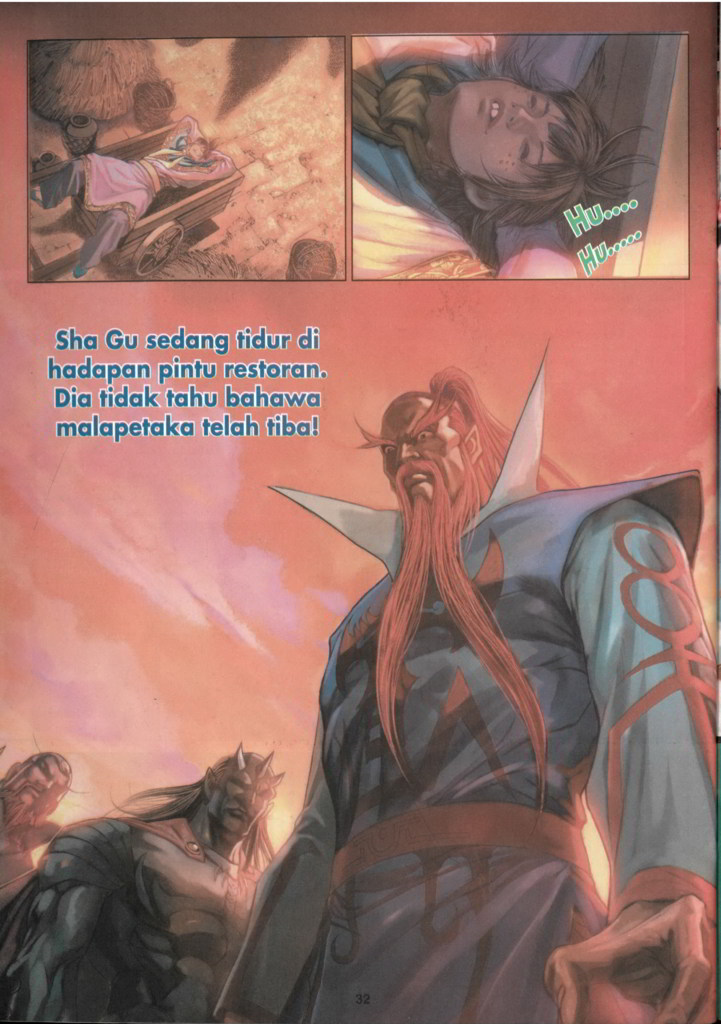 Hu....
Hu.....
Sha Gu sedang tidur di
hadapan pintu restoran.
Dia tidak tahu bahawa
malapetaka telah tiba!
32